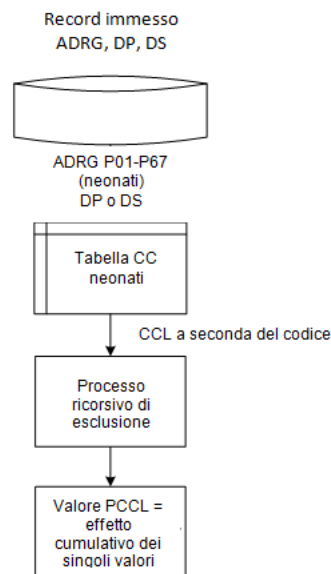 Record immesso
ADRG, DP, DS
ADRG P01-P67
(neonati)
DP o DS
Tabella CC
neonati
CCL a seconda del codice
Processo
ricorsivo di
esclusione
Valore PCCL =
effetto
cumulativo dei
singoli valori